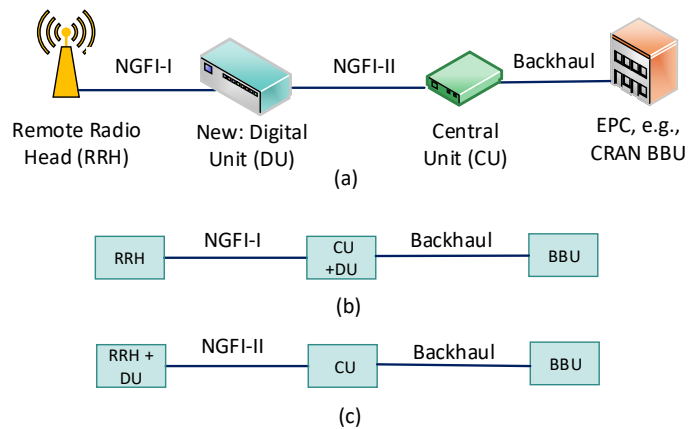 NGFI-I
NGFI-II
Backhaul
Remote Radio
Head (RRH)
New: Digital
Unit (DU)
Central
Unit (CU)
EPC, e.g.,
CRAN BBU
(a)
NGFI-I
Backhaul
RRH
CU
+DU
BBU
(b)
NGFI-II
Backhaul
RRH +
DU
CU
BBU
(c)